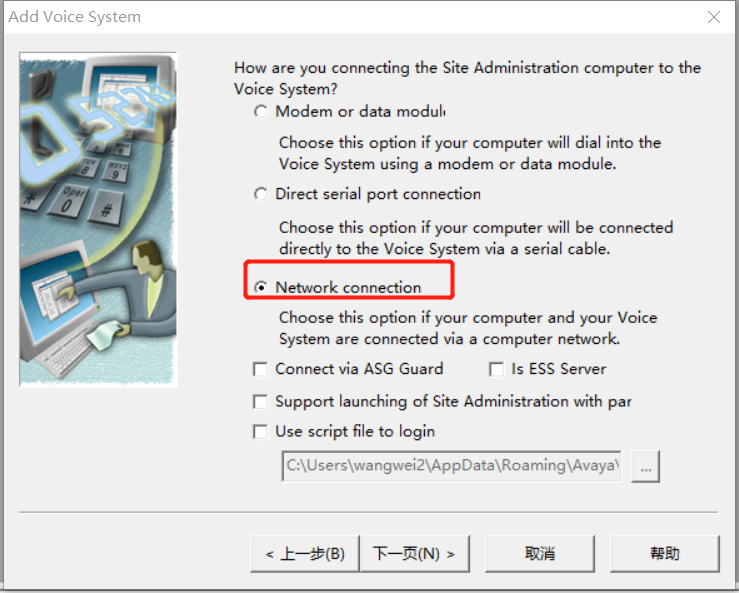 Add Voice System
How are you connecting the Site Administration computer to the
Voice System?
Modem or data modul
Choose this option if your computer will dial into the
Voice System using a modem or data module.
Direct serial port connection
Choose this option if your computer will be connected
directly to the Voice System via a serial cable.
Network connection
Choose this option if your computer and your Voice
System are connected via a computer network.
Connect via ASG Guard
Is ESS Server
Support launching of Site Administration with par
Use script file to login
C:\Users\wangwei2\AppData\Roaming\Avaya\
...
< 上一步(B)
下一页(N) >
取消
帮助